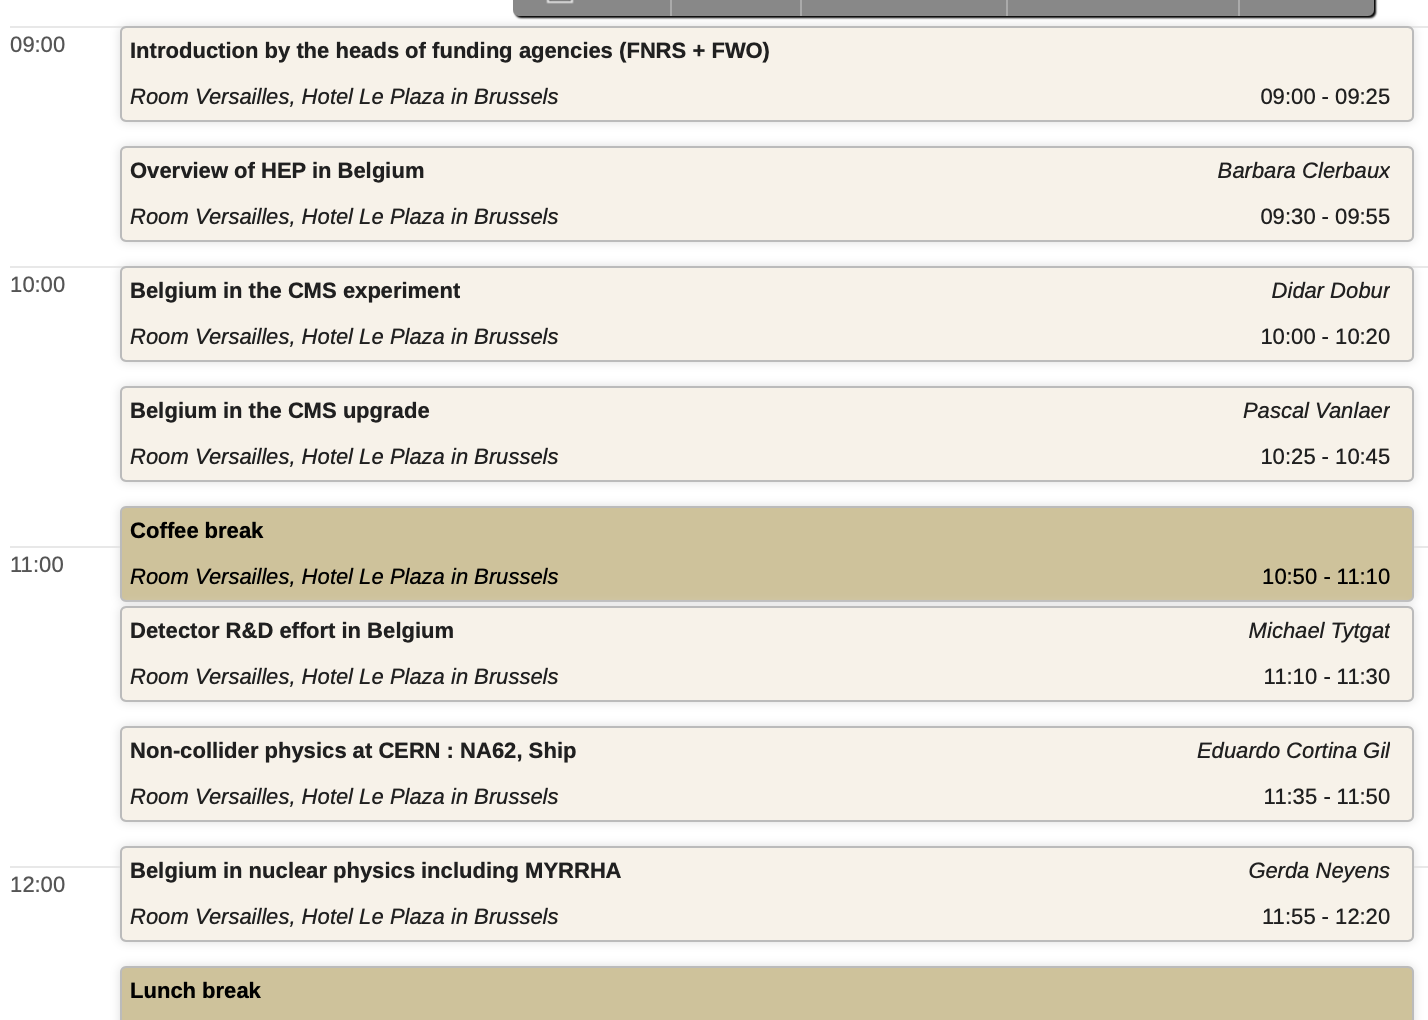 09:00
Introduction by the heads of funding agencies (FNRS + FWO)
Room Versailles, Hotel Le Plaza in Brussels 09:00 - 09:25
Overview of HEP in Belgium Barbara Clerbaux
Room Versailles, Hotel Le Plaza in Brussels 09:30 - 09:55
10:00
Belgium in the CMS experiment Didar Dobur
Room Versailles, Hotel Le Plaza in Brussels 10:00 - 10:20
Belgium in the CMS upgrade Pascal Vanlaer
Room Versailles, Hotel Le Plaza in Brussels 10:25 - 10:45
Coffee break
11:00
Room Versailles, Hotel Le Plaza in Brussels 10:50 - 11:10
Detector R&D effort in Belgium Michael Tytgat
Room Versailles, Hotel Le Plaza in Brussels 11:10 - 11:30
Non-collider physics at CERN : NA62, Ship Eduardo Cortina Gil
Room Versailles, Hotel Le Plaza in Brussels 11:35 - 11:50
Belgium in nuclear physics including MYRRHA Gerda Neyens
12:00
Room Versailles, Hotel Le Plaza in Brussels 11:55 - 12:20
Lunch break